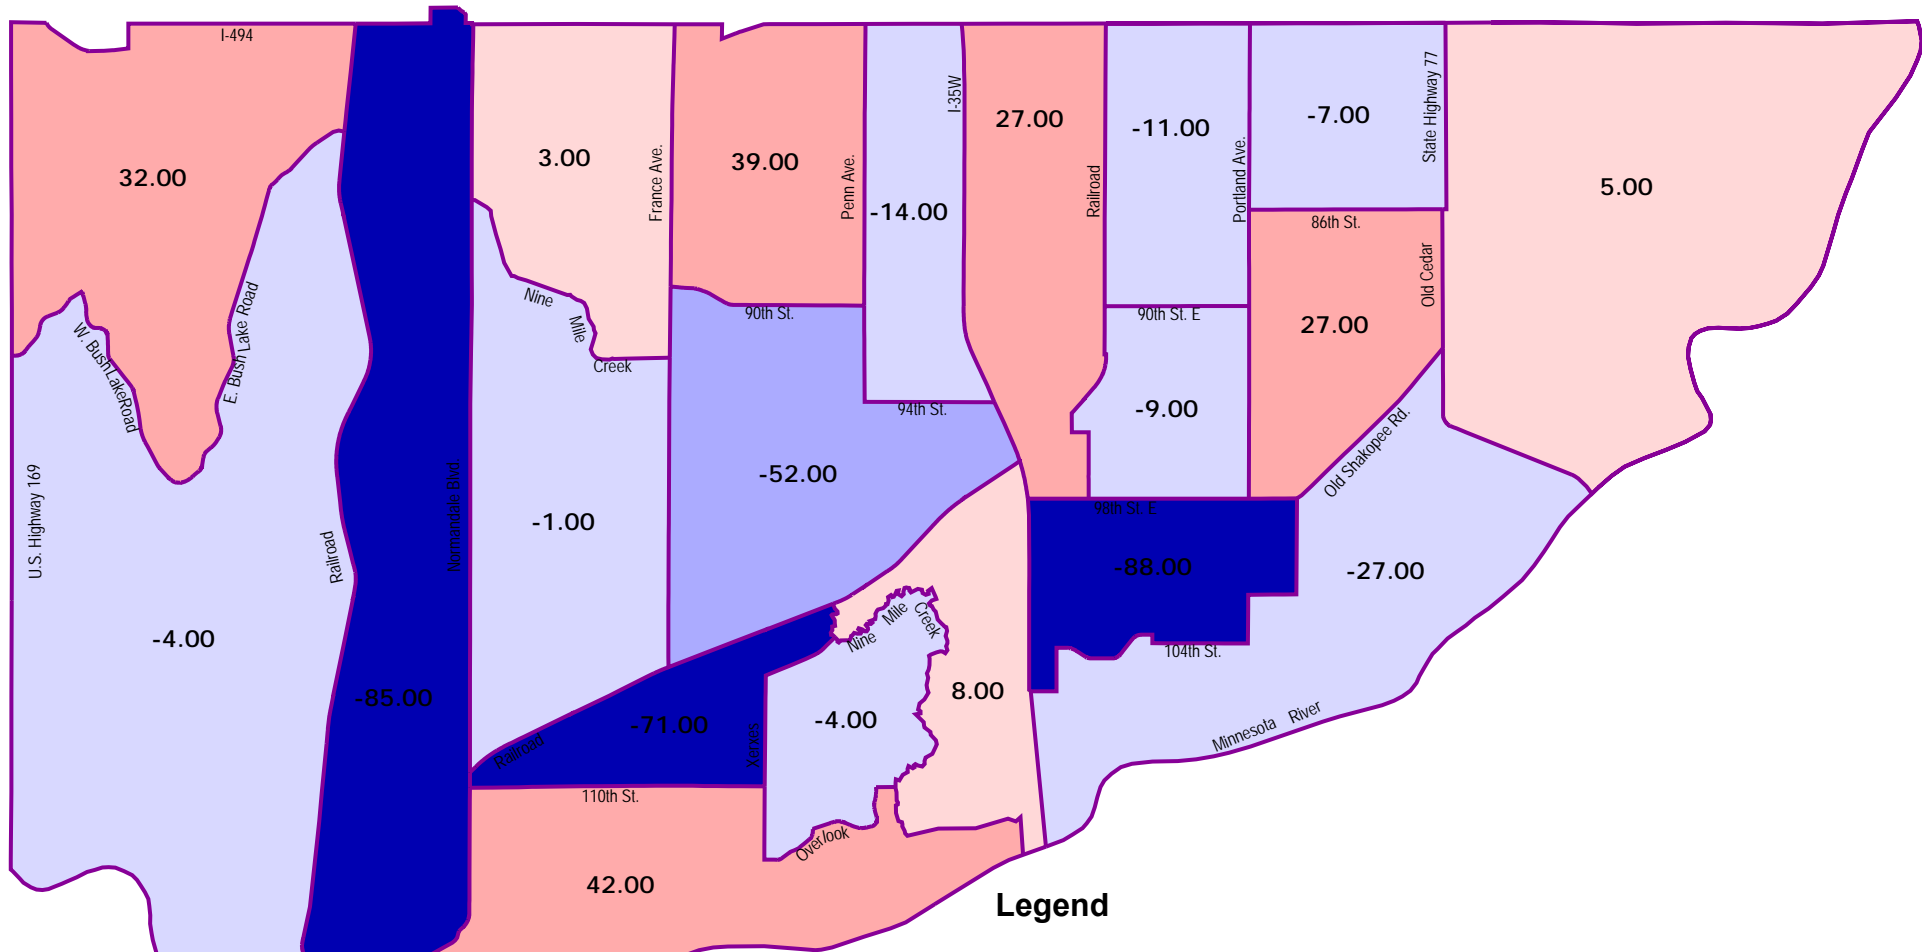 I-494
32.00
3.00
France Ave.
39.00
Penn Ave.
-14.00
I-35W
27.00
Railroad
-11.00
Portland Ave.
-7.00
State Highway 77
5.00
86th St.
Old Cedar
27.00
Nine
Mile
Creek
90th St.
90th St. E
W. Bush Lake Road
E. Bush Lake Road
94th St.
-9.00
-52.00
Old Shakopee Rd.
U.S. Highway 169
Railroad
Normandae Blvd.
-1.00
98th St. E
-88.00
-27.00
-4.00
Nine
Mile
Creek
104th St.
-85.00
-71.00
Railroad
Xerxes
-4.00
8.00
Minnesota River
110th St.
Overlook
42.00
Legend